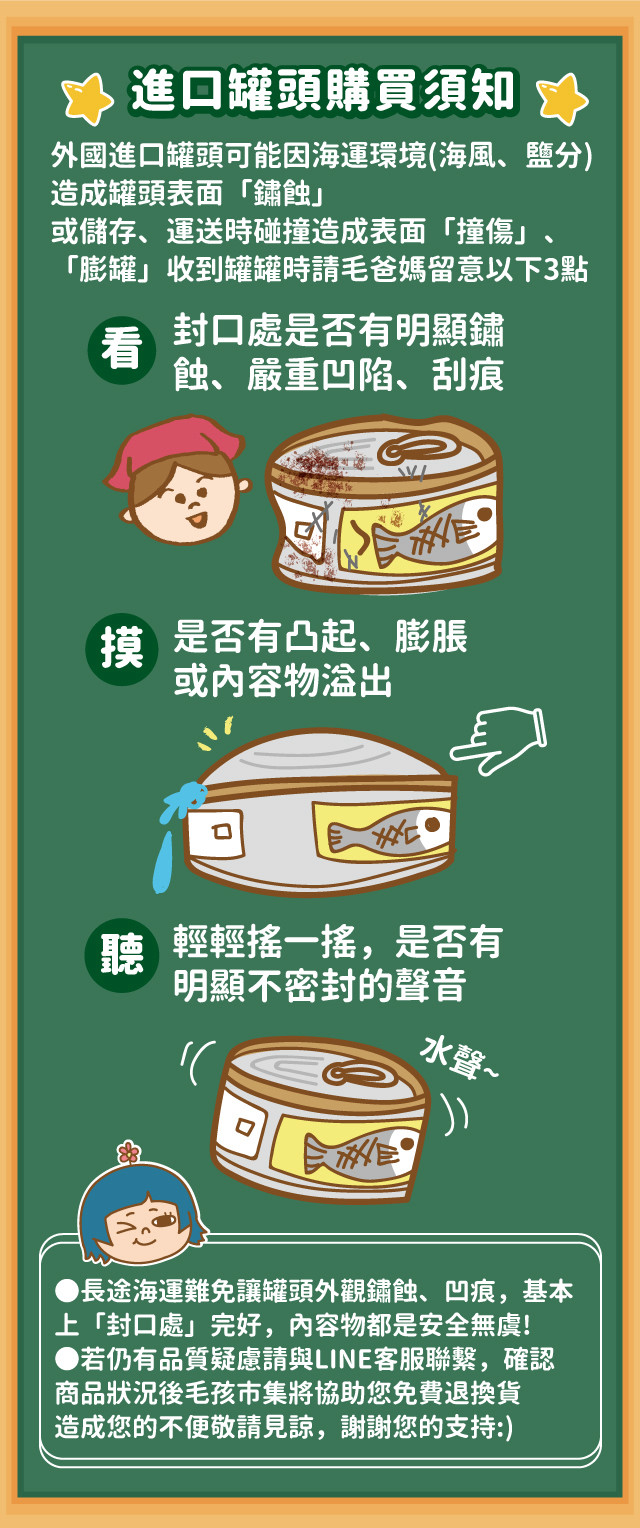 進口罐頭購買須知
外國進口罐頭可能因海運環境(海風、鹽分)
造成罐頭表面「鏽蝕」
或儲存、運送時碰撞造成表面「撞傷」、
「膨罐」收到罐罐時請毛爸媽留意以下3點
看
封口處是否有明顯鏽
蝕、嚴重凹陷、刮痕
摸
是否有凸起、膨脹
或內容物溢出
聽
輕輕搖一搖，是否有
明顯不密封的聲音
水聲~
●長途海運難免讓罐頭外觀鏽蝕、凹痕，基本
上「封口處」完好，內容物都是安全無虞!
●若仍有品質疑慮請與LINE客服聯繫，確認
商品狀況後毛孩市集將協助您免費退換貨
造成您的不便敬請見諒，謝謝您的支持:)